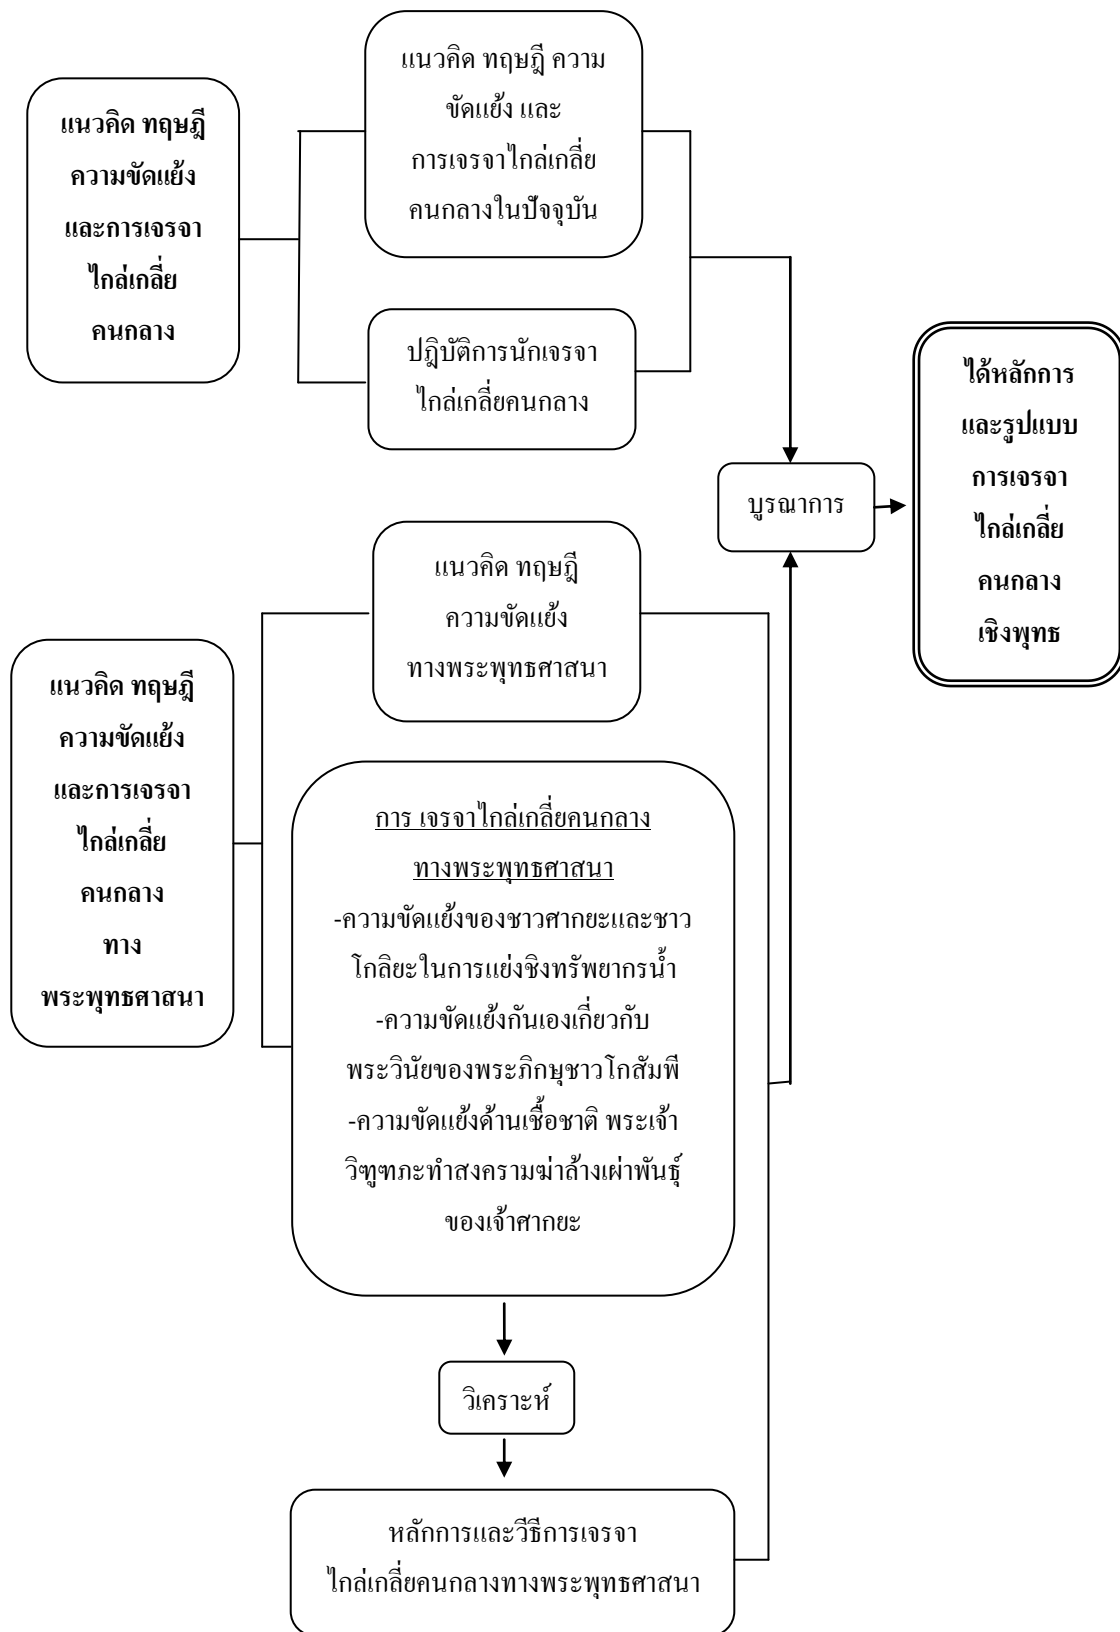 แนวคิด ทฤษฎี
ความขัดแย้ง
และการเจรจา
ไกล่เกลี่ย
คนกลาง
แนวคิด ทฤษฎี ความ
ขัดแย้ง และ
การเจรจาไกล่เกลี่ย
คนกลางในปัจจุบัน
ปฎิบัติการนักเจรจา
ไกล่เกลี่ยคนกลาง
บูรณาการ
ได้หลักการ
และรูปแบบ
การเจรจา
ไกล่เกลี่ย
คนกลาง
เชิงพุทธ
แนวคิด ทฤษฎี
ความขัดแย้ง
และการเจรจา
ไกล่เกลี่ย
คนกลาง
ทาง
พระพุทธศาสนา
แนวคิด ทฤษฎี
ความขัดแย้ง
ทางพระพุทธศาสนา
การ เจรจาไกล่เกลี่ยคนกลาง
ทางพระพุทธศาสนา
-ความขัดแย้งของชาวศากยะและชาว
โกลิยะในการแย่งชิงทรัพยากรน้ำ
-ความขัดแย้งกันเองเกี่ยวกับ
พระวินัยของพระภิกษุชาวโกสัมพี
-ความขัดแย้งด้านเชื้อชาติ พระเจ้า
วิฑูฑภะทำสงครามฆ่าล้างเผ่าพันธุ์
ของเจ้าศากยะ
วิเคราะห์
หลักการและวีธีการเจรจา
ไกล่เกลี่ยคนกลางทางพระพุทธศาสนา